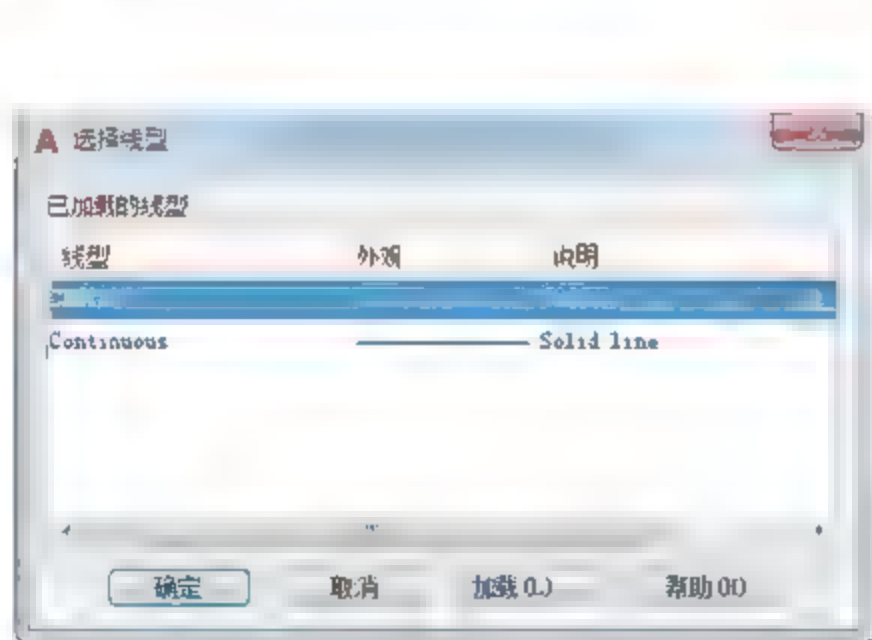 A 选择线型
已加载的线型
线型 外观 说明
Continuous Solid line
确定 取消 加载(L) 帮助(H)